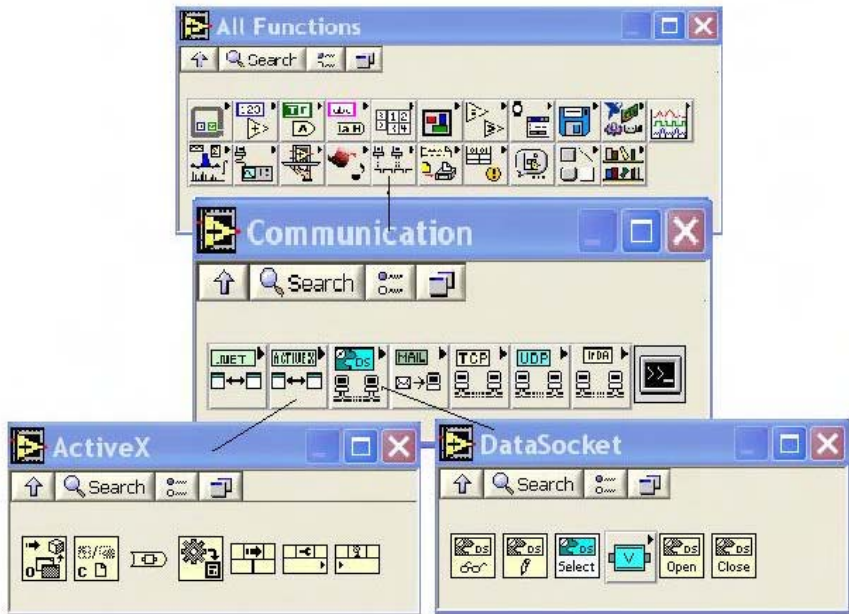 All Functions
Search
Communication
Search
.NET ACTIVEX DS MAIL TCP UDP IrDA
ActiveX
Search
DataSocket
Search
DS DS DS V DS DS
Select Open Close